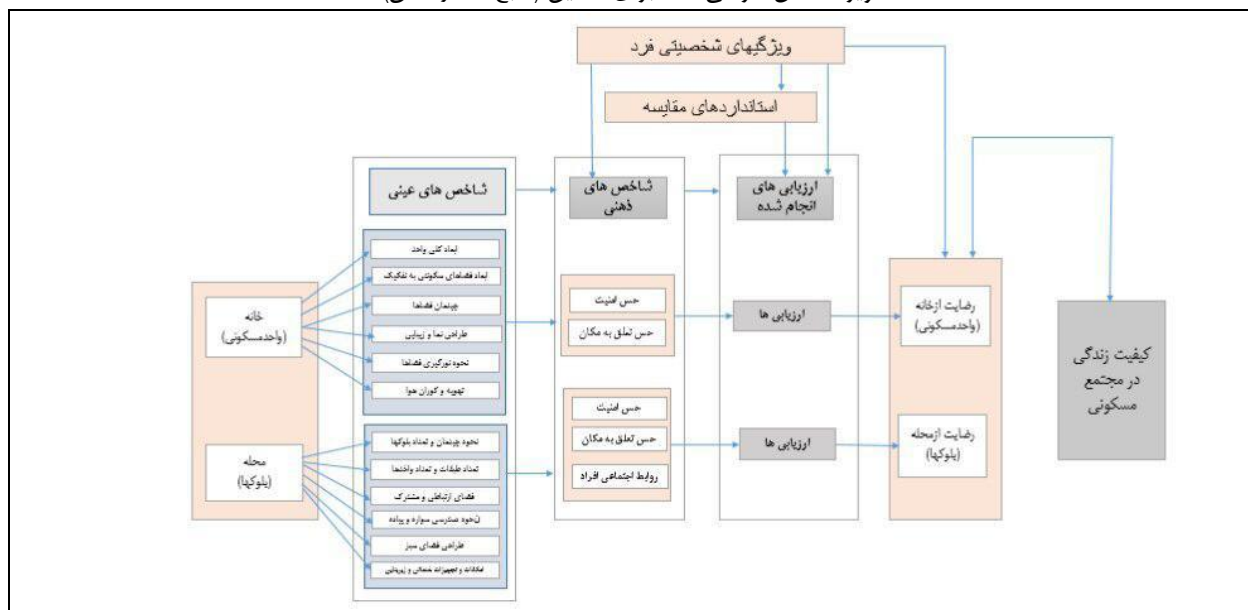 ویژگیهای شخصیتی فرد
استانداردهای مقایسه
شاخص های عینی
شاخص های
ذهنی
ارزیابی های
انجام شده
خانه
(واحدمسکونی)
ابعاد کلی واحد
ابعاد فضاهای سکونتی به تفکیک
چیدمان فضاها
طراحی نما و زیبایی
نحوه نورگیری فضاها
تهویه و کوران هوا
حس امنیت
حس تعلق به مکان
ارزیابی ها
رضایت ازخانه
(واحدمسکونی)
محله
(بلوکها)
نحوه چیدمان و تعداد بلوکها
تعداد طبقات و تعداد واحدها
فضای ارتباطی و مشترک
نحوه دسترسی سواره و پیاده
طراحی فضای سبز
امکانات و تجهیزات خدماتی و زیربنایی
حس امنیت
حس تعلق به مکان
روابط اجتماعی افراد
ارزیابی ها
رضایت ازمحله
(بلوکها)
کیفیت زندگی
در مجتمع
مسکونی